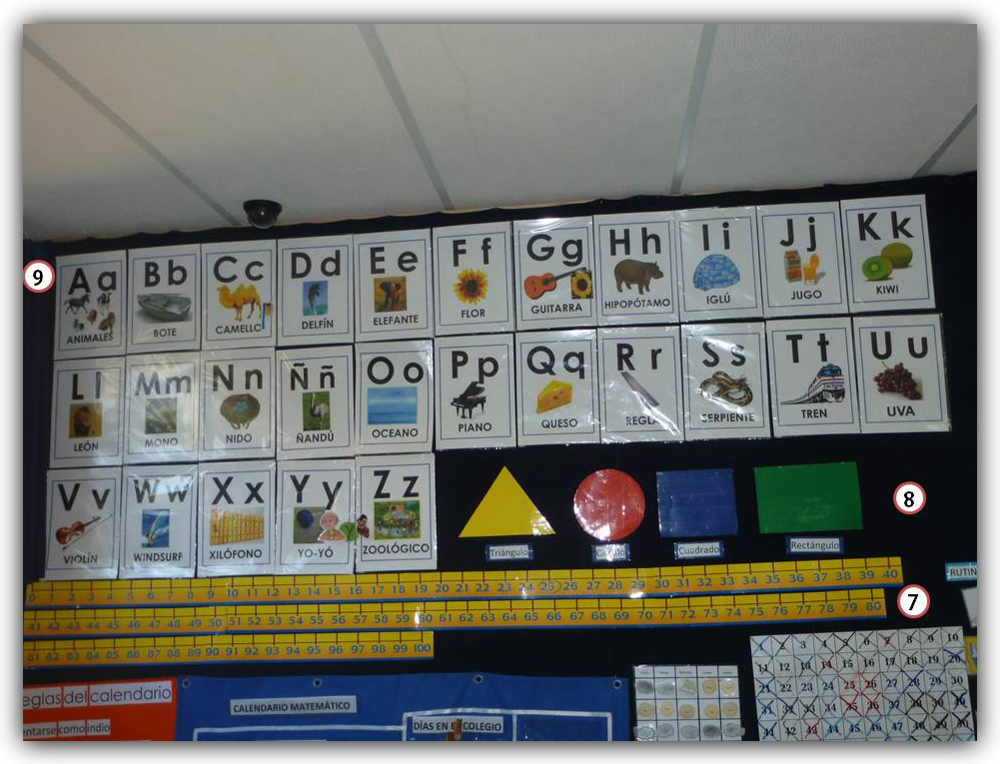 9
Aa Bb Cc Dd Ee Ff Gg Hh Ii Jj Kk
ANIMALES BOTE CAMELLO DELFÍN ELEFANTE FLOR GUITARRA HIPOPÓTAMO IGLÚ JUGO KIWI
Ll Mm Nn Ññ Oo Pp Qq Rr Ss Tt Uu
LEÓN MONO NIDO ÑANDÚ OCEANO PIANO QUESO REGLA SERPIENTE TREN UVA
Vv Ww Xx Yy Zz
VIOLÍN WINDSURF XILÓFONO YO-YÓ ZOOLÓGICO
8
Triángulo Círculo Cuadrado Rectángulo
0 1 2 3 4 5 6 7 8 9 10 11 12 13 14 15 16 17 18 19 20 21 22 23 24 25 26 27 28 29 30 31 32 33 34 35 36 37 38 39 40
RUTIN
7
41 42 43 44 45 46 47 48 49 50 51 52 53 54 55 56 57 58 59 60 61 62 63 64 65 66 67 68 69 70 71 72 73 74 75 76 77 78 79 80
81 82 83 84 85 86 87 88 89 90 91 92 93 94 95 96 97 98 99 100
eglas del calendario
entarse como indio
CALENDARIO MATEMÁTICO
DÍAS EN E COLEGIO
1 2 3 4 5 6 7 8 9 10
11 12 13 14 15 16 17 18 19 20
21 22 23 24 25 26 27 28 29 30
31 32 33 34 35 36 37 38 39 40
41 42 43 44 45 46 47 48 49 50